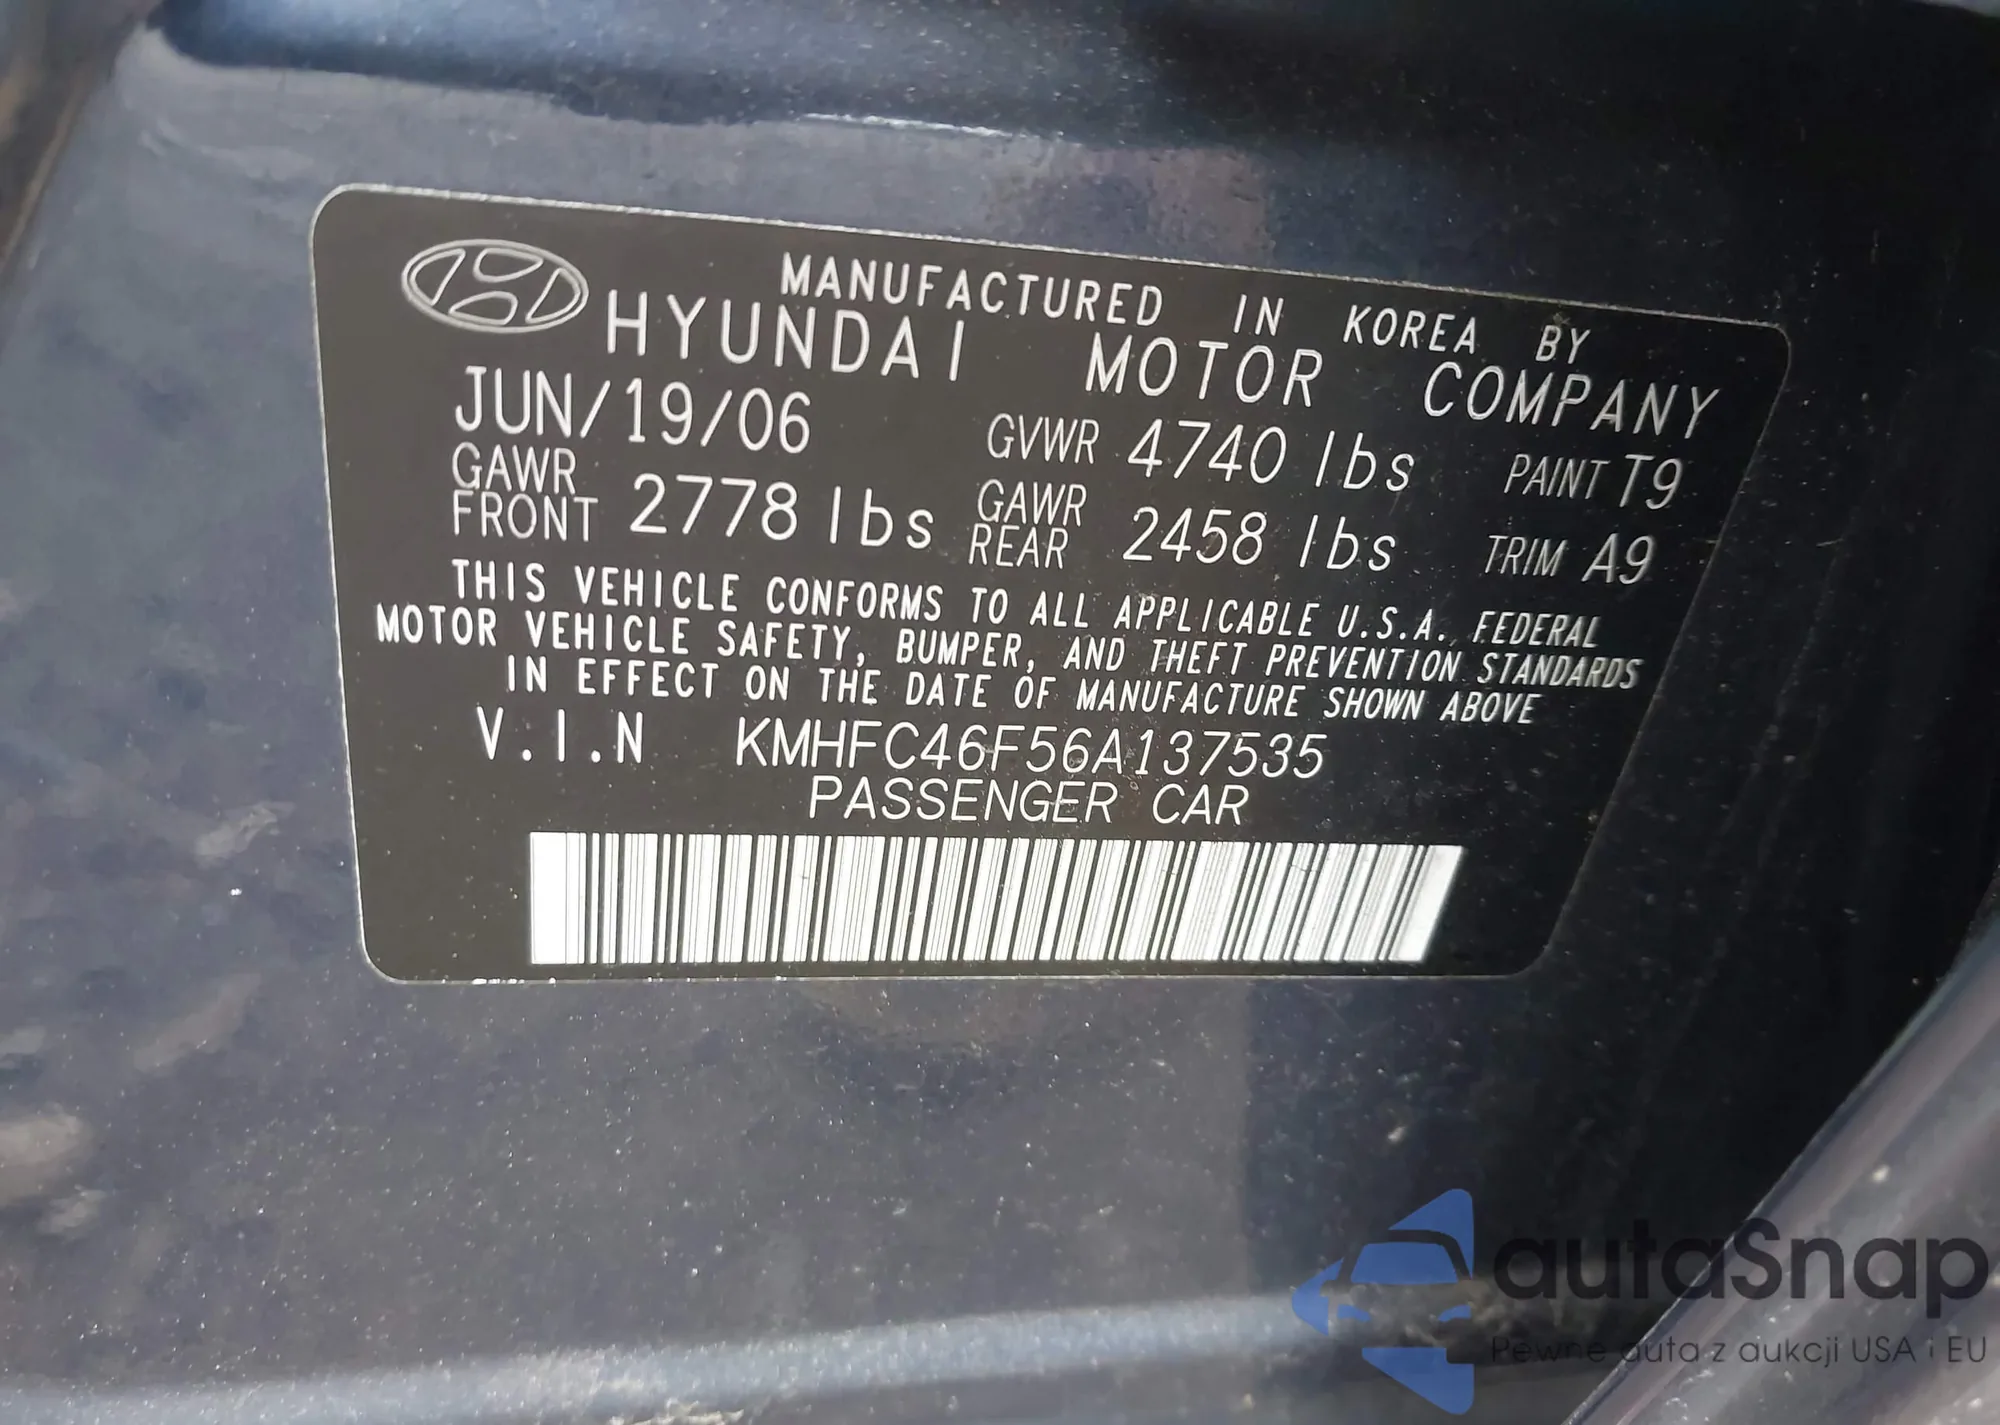 MANUFACTURED IN KOREA BY
HYUNDAI MOTOR COMPANY
JUN/19/06 GVWR 4740 lbs PAINT T9
GAWR FRONT 2778 lbs GAWR REAR 2458 lbs TRIM A9
THIS VEHICLE CONFORMS TO ALL APPLICABLE U.S.A. FEDERAL
MOTOR VEHICLE SAFETY, BUMPER, AND THEFT PREVENTION STANDARDS
IN EFFECT ON THE DATE OF MANUFACTURE SHOWN ABOVE
V.I.N KMHFC46F56A137535
PASSENGER CAR
autaSnap
Pewne auta z aukcji USA i EU